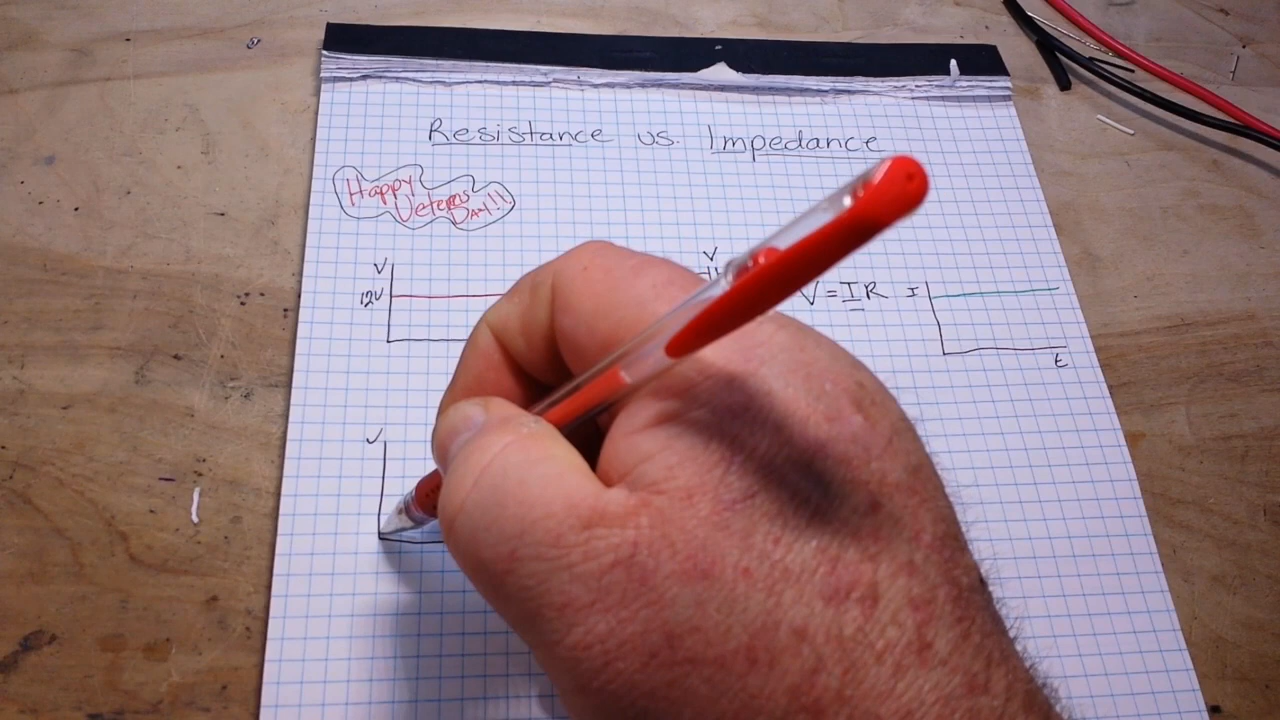 Resistance vs. Impedance
Happy
Veterans
DAY!!!
V
12V
V
V=IR
I
t
V